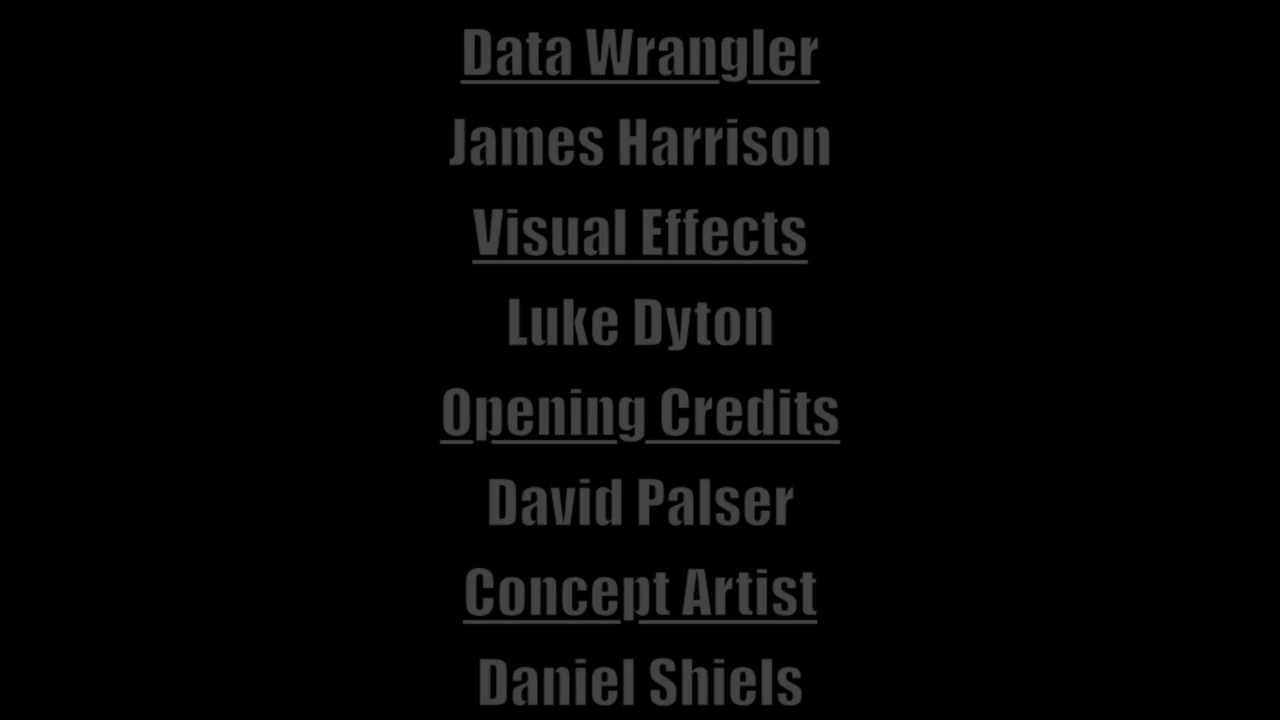 Data Wrangler
James Harrison
Visual Effects
Luke Dyton
Opening Credits
David Palser
Concept Artist
Daniel Shiels